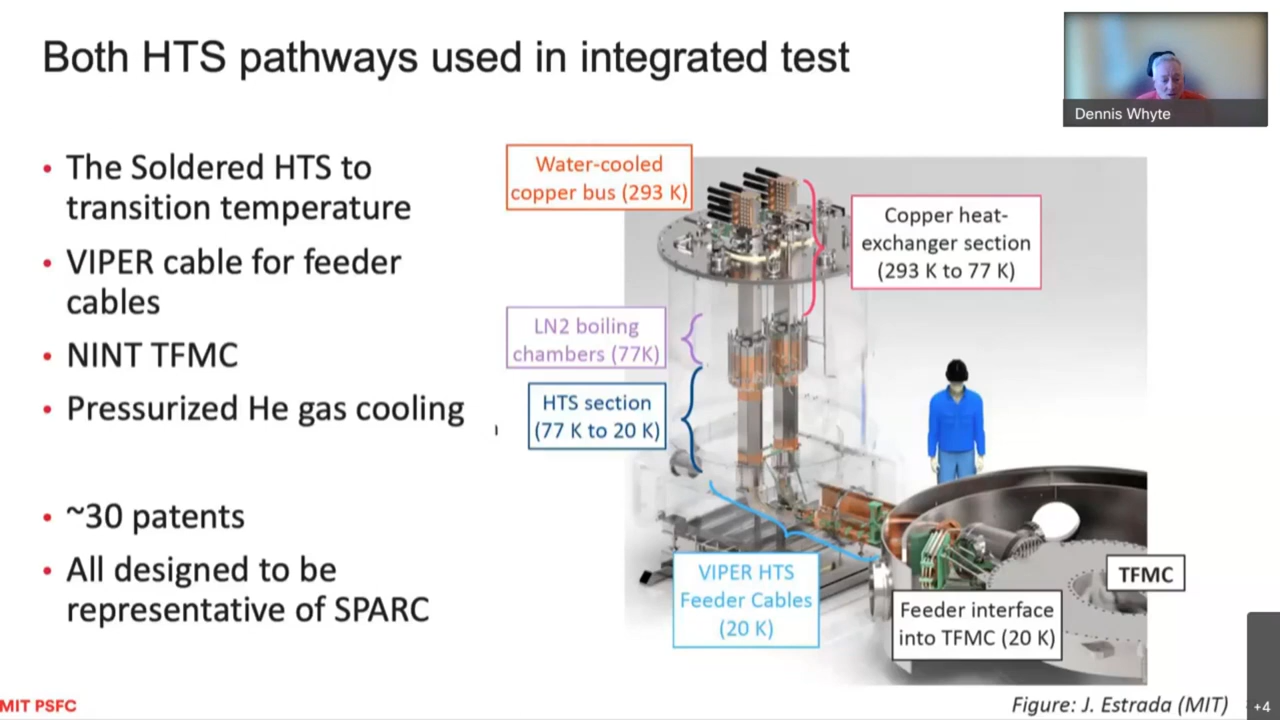 Both HTS pathways used in integrated test
Dennis Whyte
• The Soldered HTS to
transition temperature
• VIPER cable for feeder
cables
• NINT TFMC
• Pressurized He gas cooling
• ~30 patents
• All designed to be
representative of SPARC
Water-cooled
copper bus (293 K)
Copper heat-
exchanger section
(293 K to 77 K)
LN2 boiling
chambers (77K)
HTS section
(77 K to 20 K)
VIPER HTS
Feeder Cables
(20 K)
Feeder interface
into TFMC (20 K)
TFMC
MIT PSFC
Figure: J. Estrada (MIT)
+4